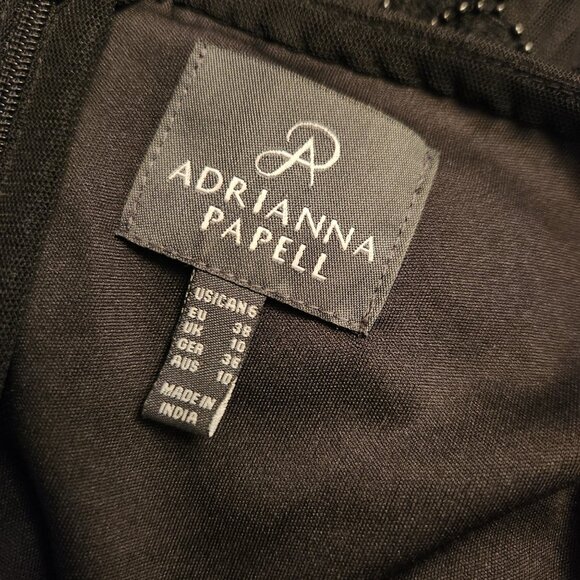 ADRIANNA
PAPELL
US|CAN 6
EU 38
UK 10
GER 36
AUS 10
MADE IN
INDIA